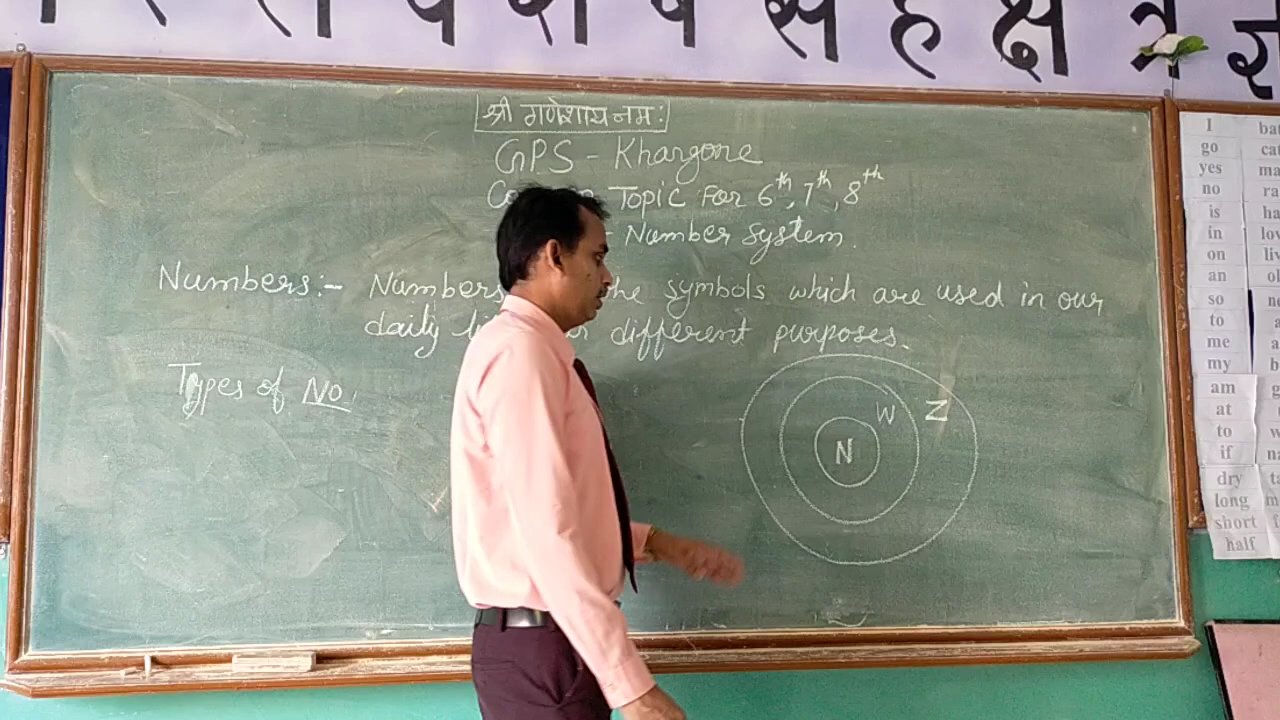 स ह क्ष त्र ज्ञ
श्री गणेशाय नमः
GPS - Khargone
Topic For 6th, 7th, 8th
- Number System.
Numbers:- Numbers the symbols which are used in our
daily different purposes.
Types of No.
N W Z
I
go
yes
no
is
in
on
an
so
to
me
my
am
at
to
if
dry
long
short
half